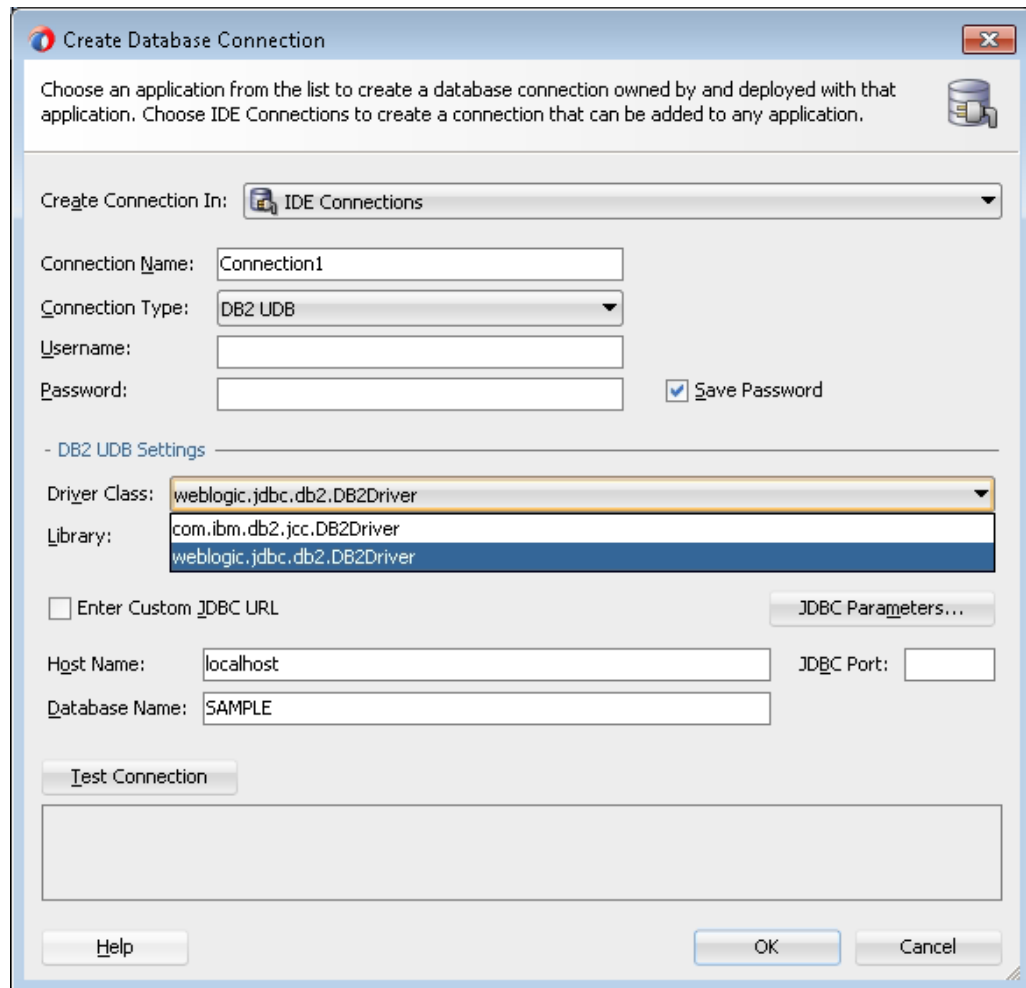 Create Database Connection
Choose an application from the list to create a database connection owned by and deployed with that
application. Choose IDE Connections to create a connection that can be added to any application.
Create Connection In: IDE Connections
Connection Name: Connection1
Connection Type: DB2 UDB
Username:
Password: Save Password
- DB2 UDB Settings
Driver Class: weblogic.jdbc.db2.DB2Driver
com.ibm.db2.jcc.DB2Driver
Library:
weblogic.jdbc.db2.DB2Driver
Enter Custom JDBC URL JDBC Parameters...
Host Name: localhost JDBC Port:
Database Name: SAMPLE
Test Connection
Help OK Cancel